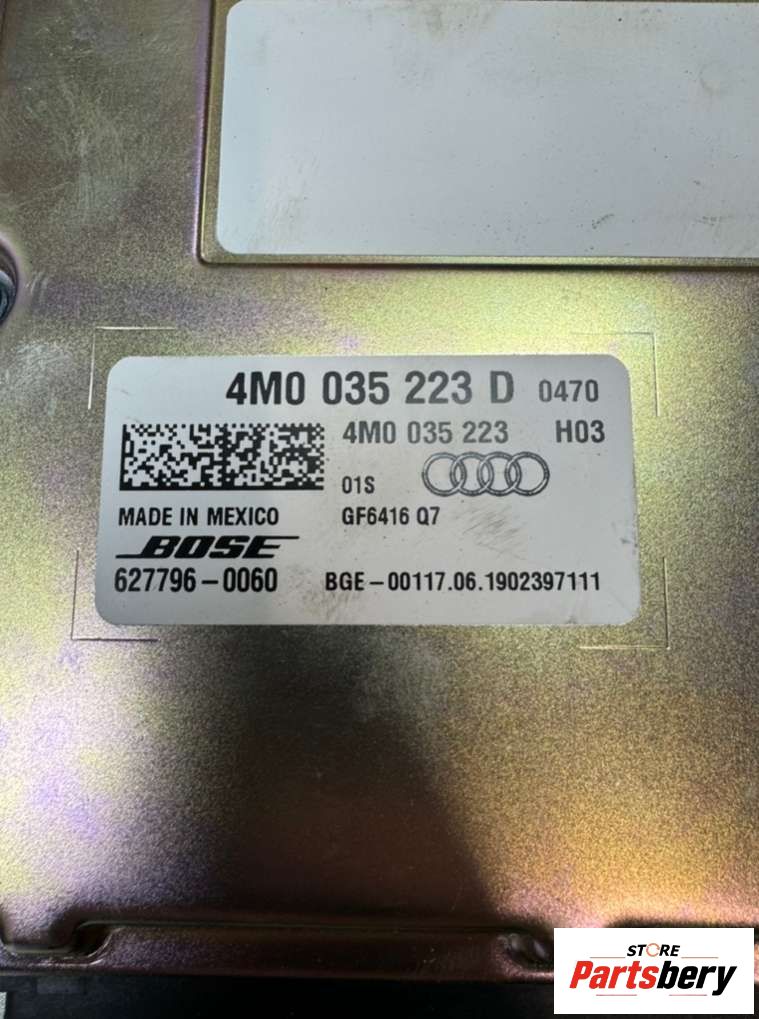 4M0 035 223 D 0470
4M0 035 223 H03
01S
MADE IN MEXICO GF6416 Q7
BOSE
627796-0060 BGE-00117.06.1902397111
STORE
Partsbery